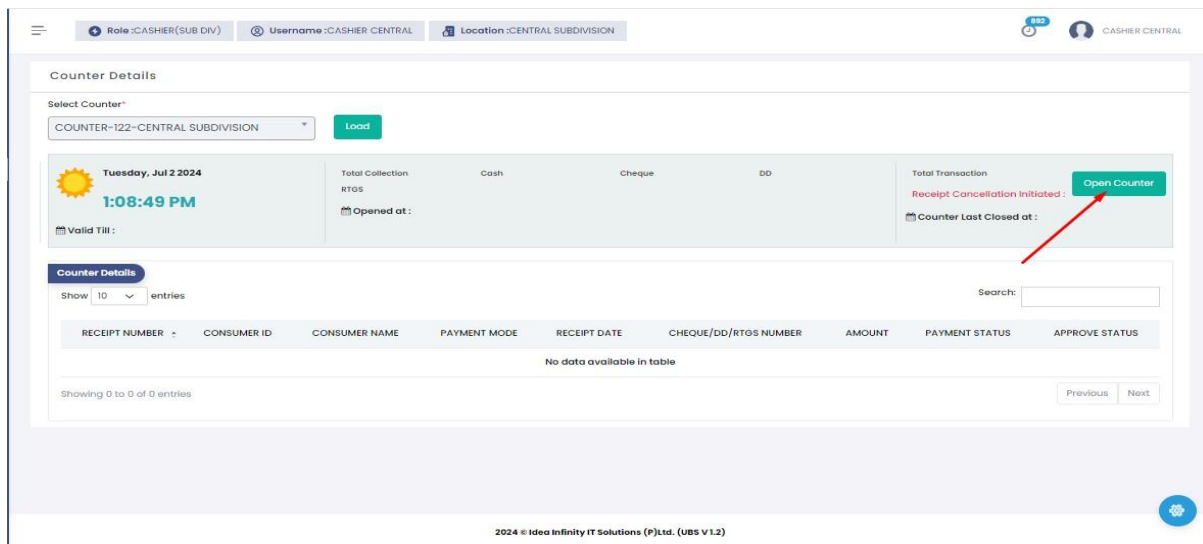 Role :CASHIER(SUB DIV) Username :CASHIER CENTRAL Location :CENTRAL SUBDIVISION 892 CASHIER CENTRAL
Counter Details
Select Counter*
COUNTER-122-CENTRAL SUBDIVISION Load
Tuesday, Jul 2 2024 Total Collection Cash Cheque DD Total Transaction
RTGS Receipt Cancellation Initiated : Open Counter
1:08:49 PM Opened at : Counter Last Closed at :
Valid Till :
Counter Details
Show 10 entries Search:
RECEIPT NUMBER CONSUMER ID CONSUMER NAME PAYMENT MODE RECEIPT DATE CHEQUE/DD/RTGS NUMBER AMOUNT PAYMENT STATUS APPROVE STATUS
No data available in table
Showing 0 to 0 of 0 entries Previous Next
2024 © Idea Infinity IT Solutions (P)Ltd. (UBS V1.2)